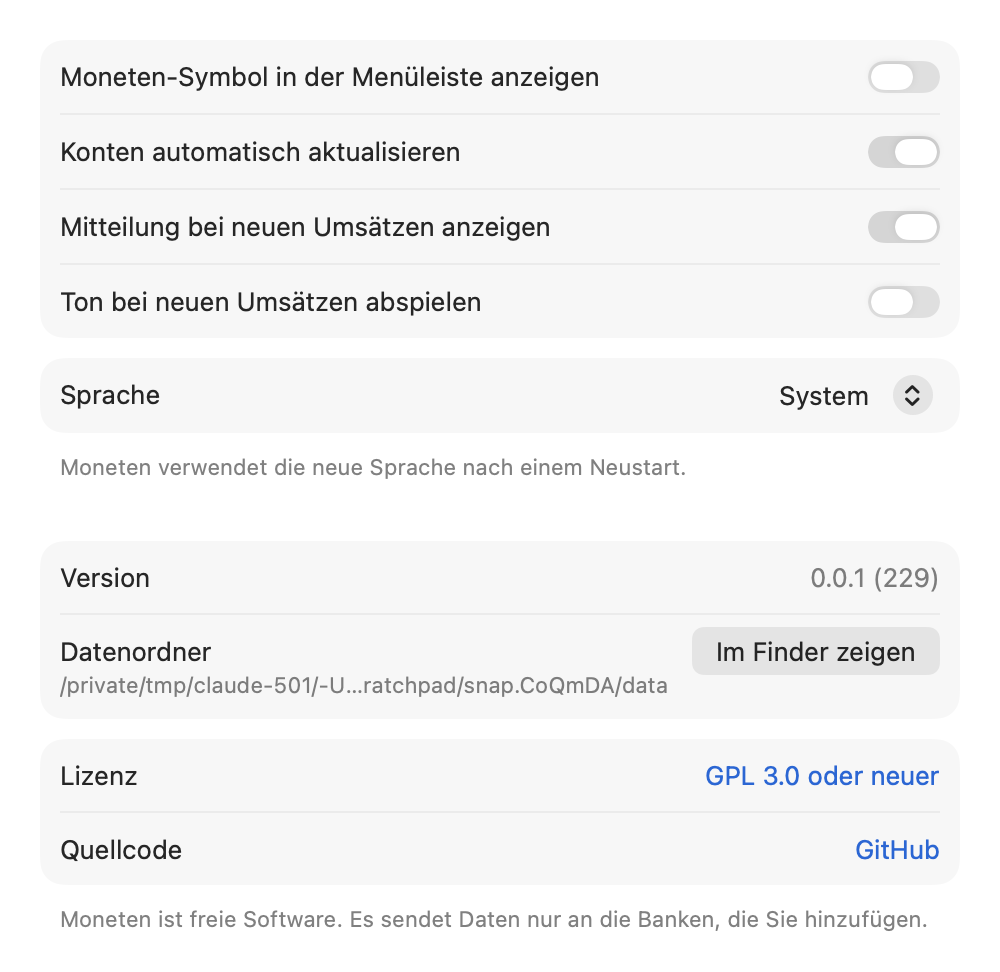 Moneten-Symbol in der Menüleiste anzeigen
Konten automatisch aktualisieren
Mitteilung bei neuen Umsätzen anzeigen
Ton bei neuen Umsätzen abspielen
Sprache System
Moneten verwendet die neue Sprache nach einem Neustart.
Version 0.0.1 (229)
Datenordner Im Finder zeigen
/private/tmp/claude-501/-U...ratchpad/snap.CoQmDA/data
Lizenz GPL 3.0 oder neuer
Quellcode GitHub
Moneten ist freie Software. Es sendet Daten nur an die Banken, die Sie hinzufügen.